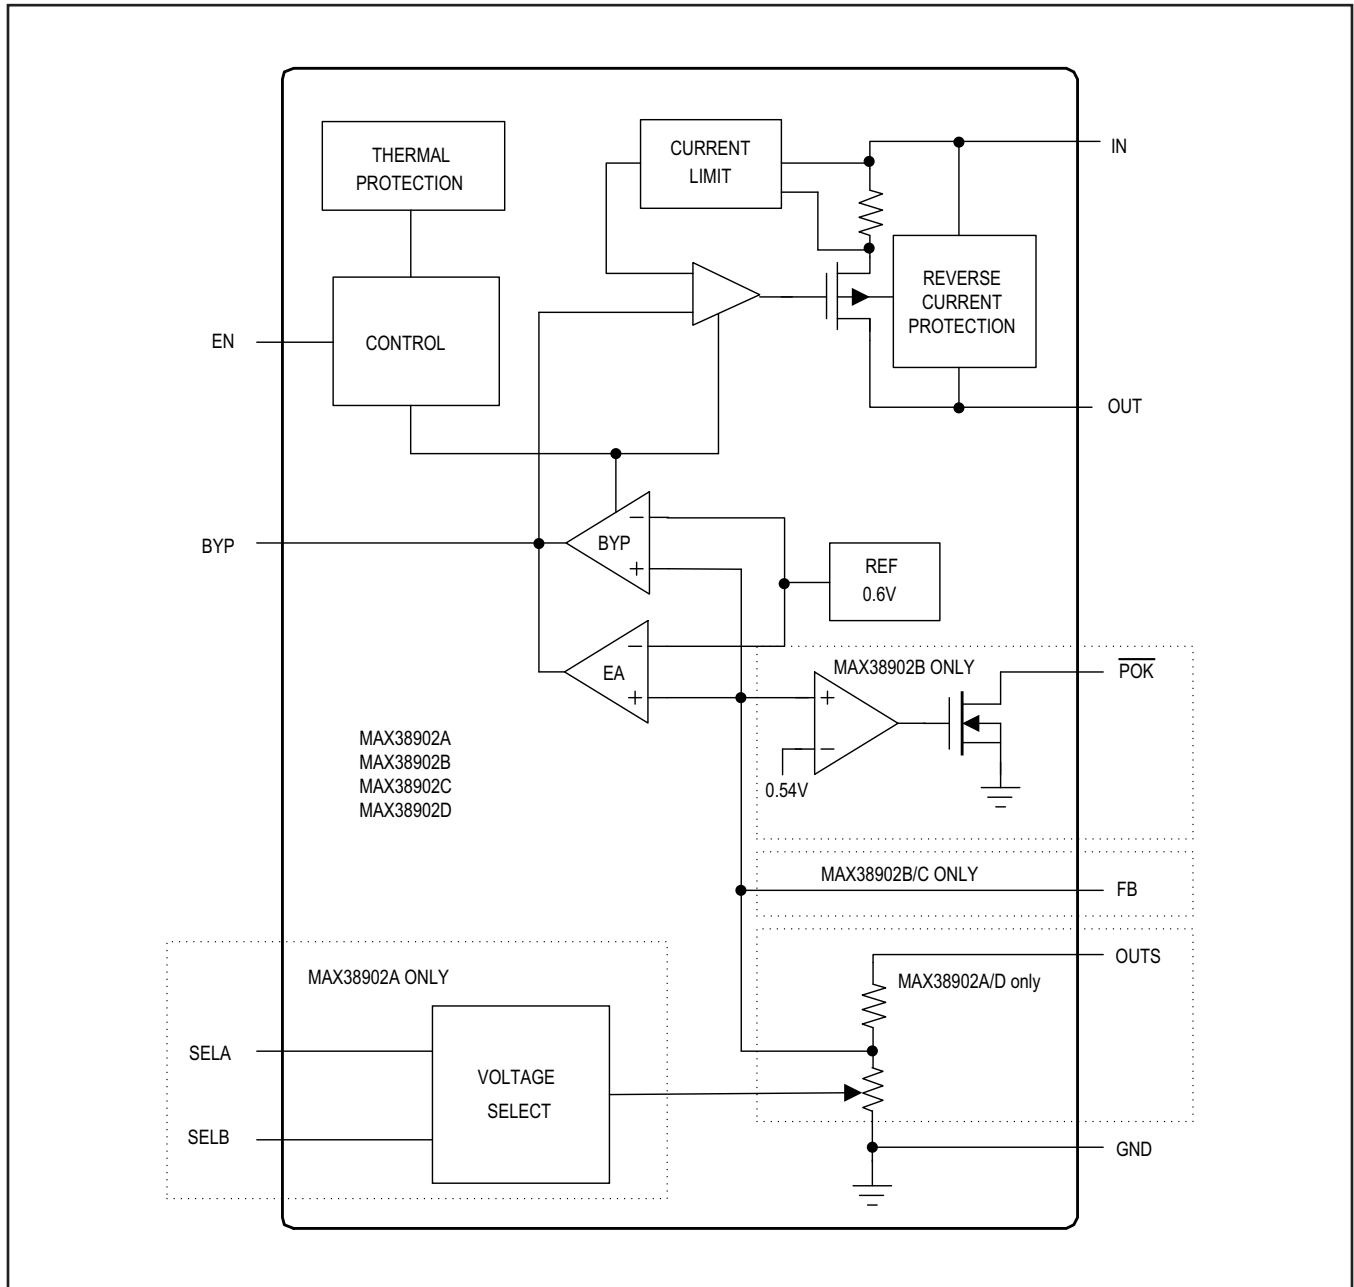 THERMAL
PROTECTION
CURRENT
LIMIT
IN
REVERSE
CURRENT
PROTECTION
EN
CONTROL
OUT
BYP
−
BYP
+
REF
0.6V
−
EA
+
MAX38902B ONLY
POK
+
−
0.54V
MAX38902A
MAX38902B
MAX38902C
MAX38902D
MAX38902B/C ONLY
FB
OUTS
MAX38902A/D only
MAX38902A ONLY
SELA
VOLTAGE
SELECT
SELB
GND